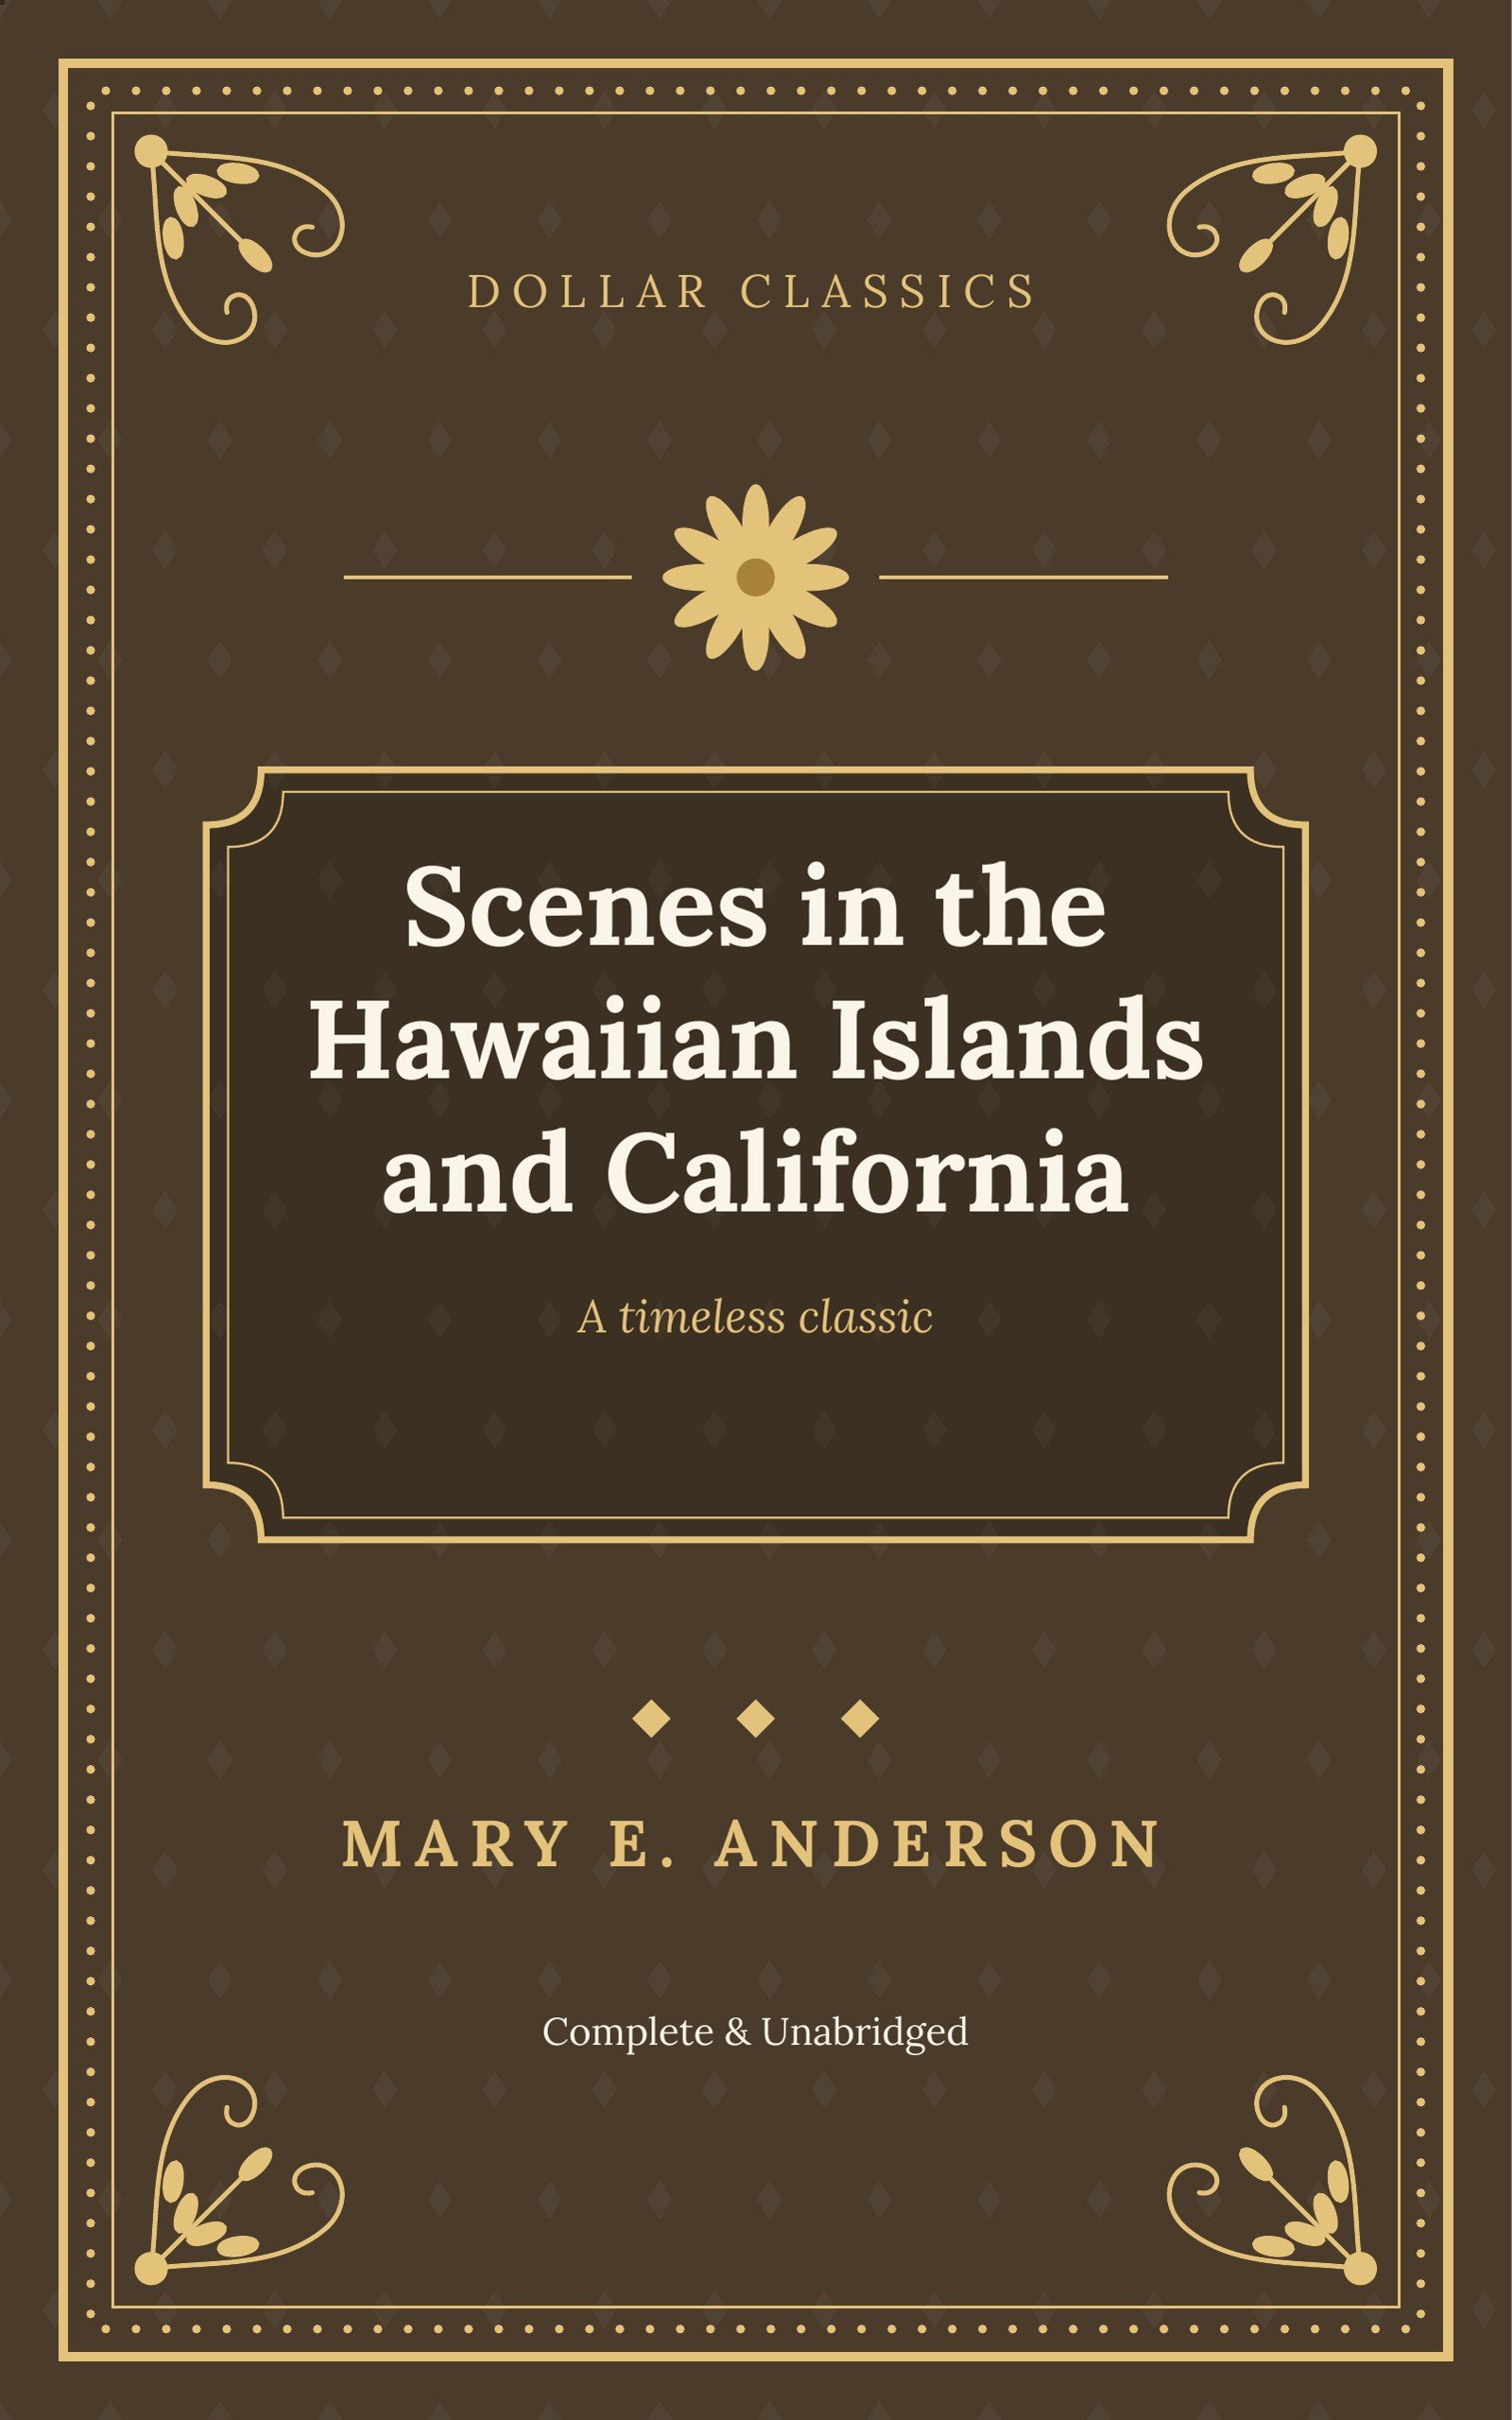 DOLLAR CLASSICS
Scenes in the
Hawaiian Islands
and California
A timeless classic
MARY E. ANDERSON
Complete & Unabridged